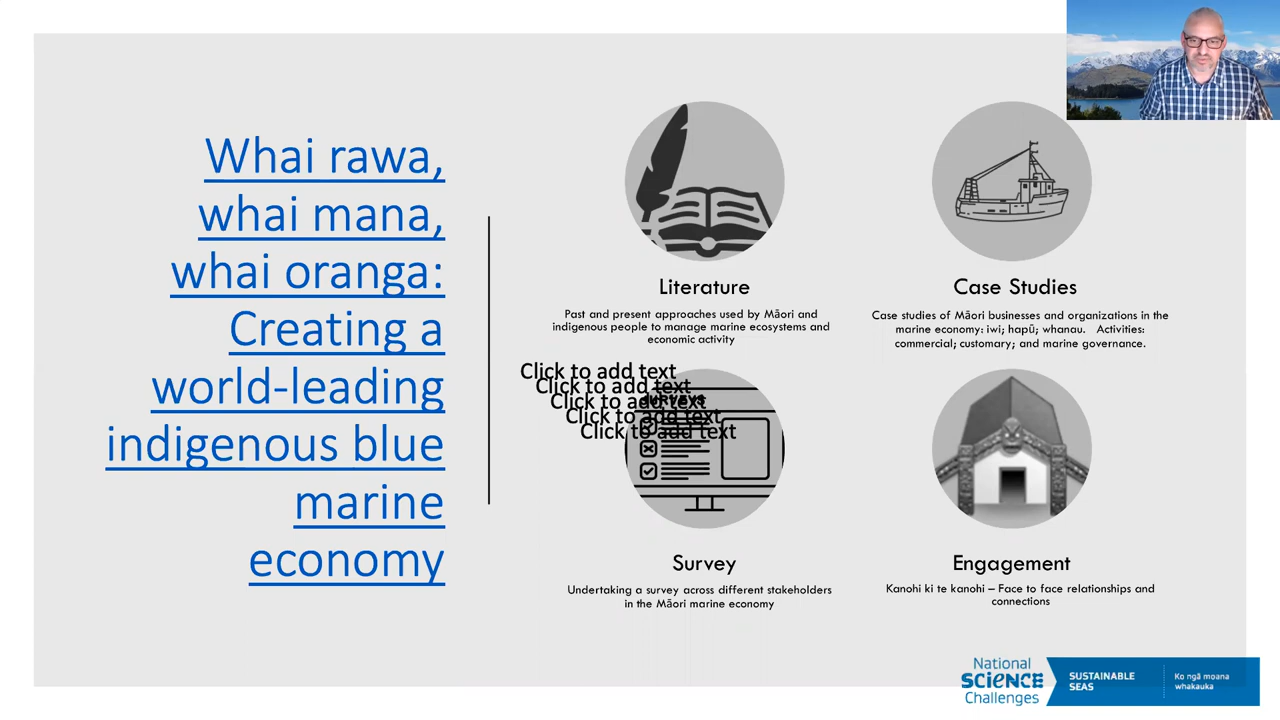 Whai rawa,
whai mana,
whai oranga:
Creating a
world-leading
indigenous blue
marine
economy
Literature
Past and present approaches used by Māori and
indigenous people to manage marine ecosystems and
economic activity
Case Studies
Case studies of Māori businesses and organizations in the
marine economy: iwi; hapū; whanau. Activities:
commercial; customary; and marine governance.
Click to add text
Click to add text
Click to add text
Click to add text
Click to add text
SURVEYS
Survey
Undertaking a survey across different stakeholders
in the Māori marine economy
Engagement
Kanohi ki te kanohi – Face to face relationships and
connections
National
SCIENCE
Challenges
SUSTAINABLE
SEAS
Ko ngā moana
whakauka